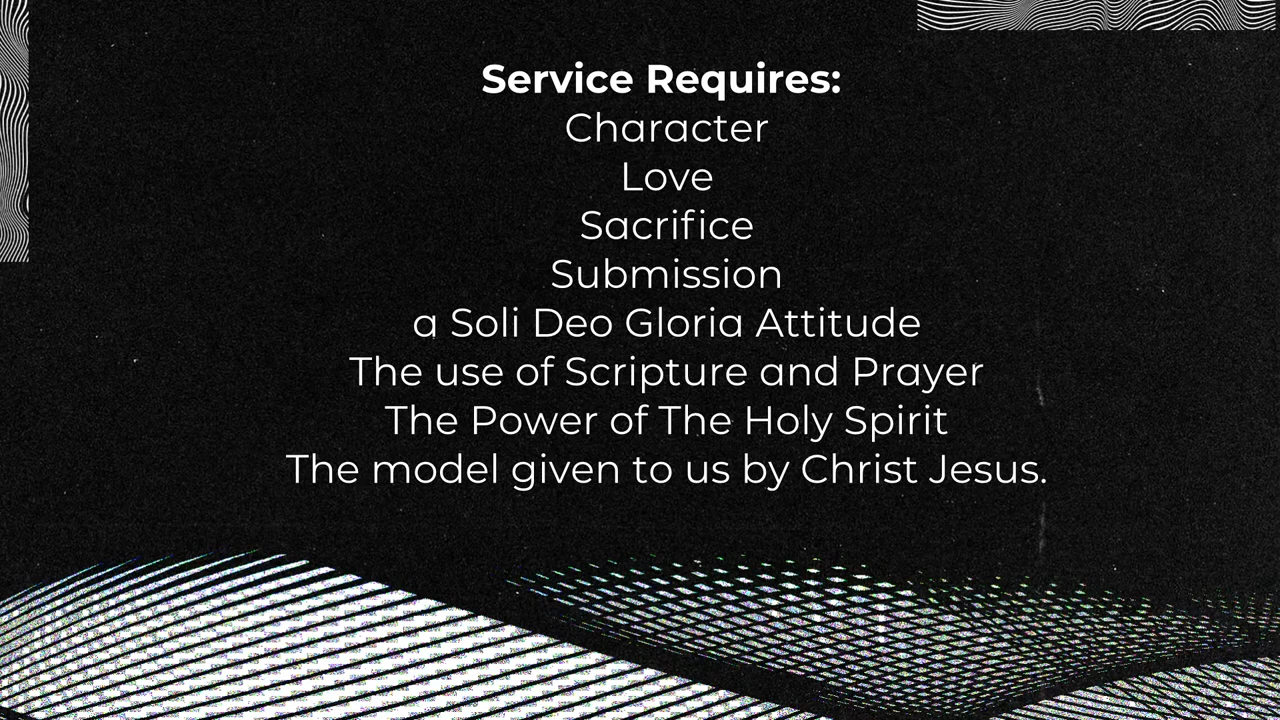 Service Requires:
Character
Love
Sacrifice
Submission
a Soli Deo Gloria Attitude
The use of Scripture and Prayer
The Power of The Holy Spirit
The model given to us by Christ Jesus.